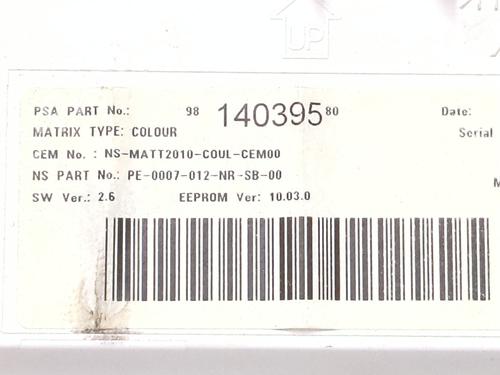 UP
PSA PART No.: 98 140395 80 Date:
MATRIX TYPE: COLOUR Serial
CEM No. : NS-MATT2010-COUL-CEM00
NS PART No.: PE-0007-012-NR-SB-00 M
SW Ver.: 2.6 EEPROM Ver: 10.03.0